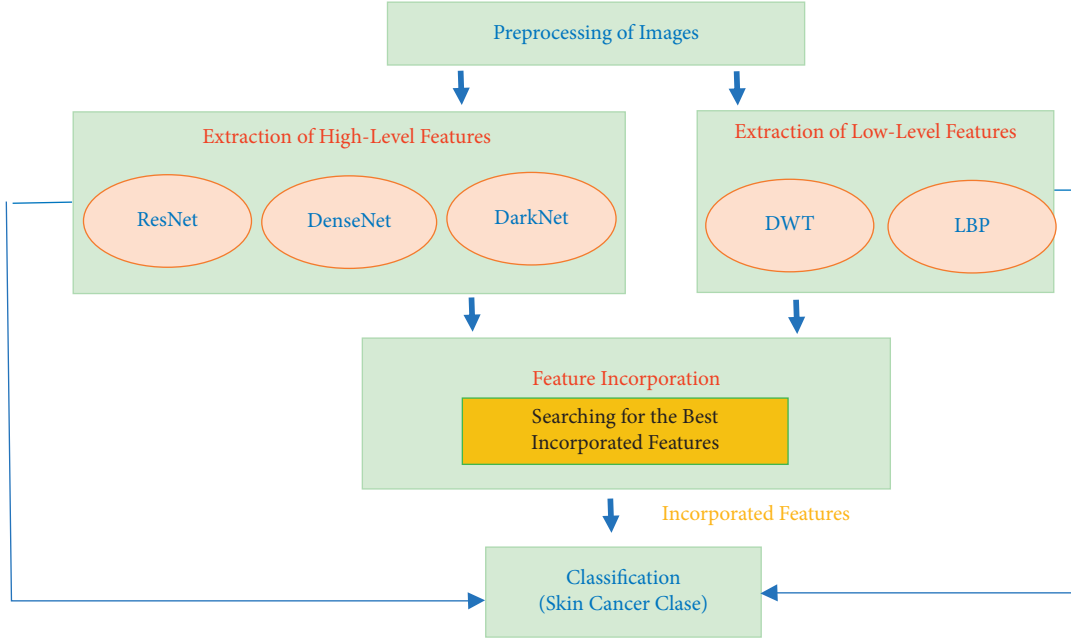 Preprocessing of Images
Extraction of High-Level Features
ResNet
DenseNet
DarkNet
Extraction of Low-Level Features
DWT
LBP
Feature Incorporation
Searching for the Best
Incorporated Features
Incorporated Features
Classification
(Skin Cancer Clase)